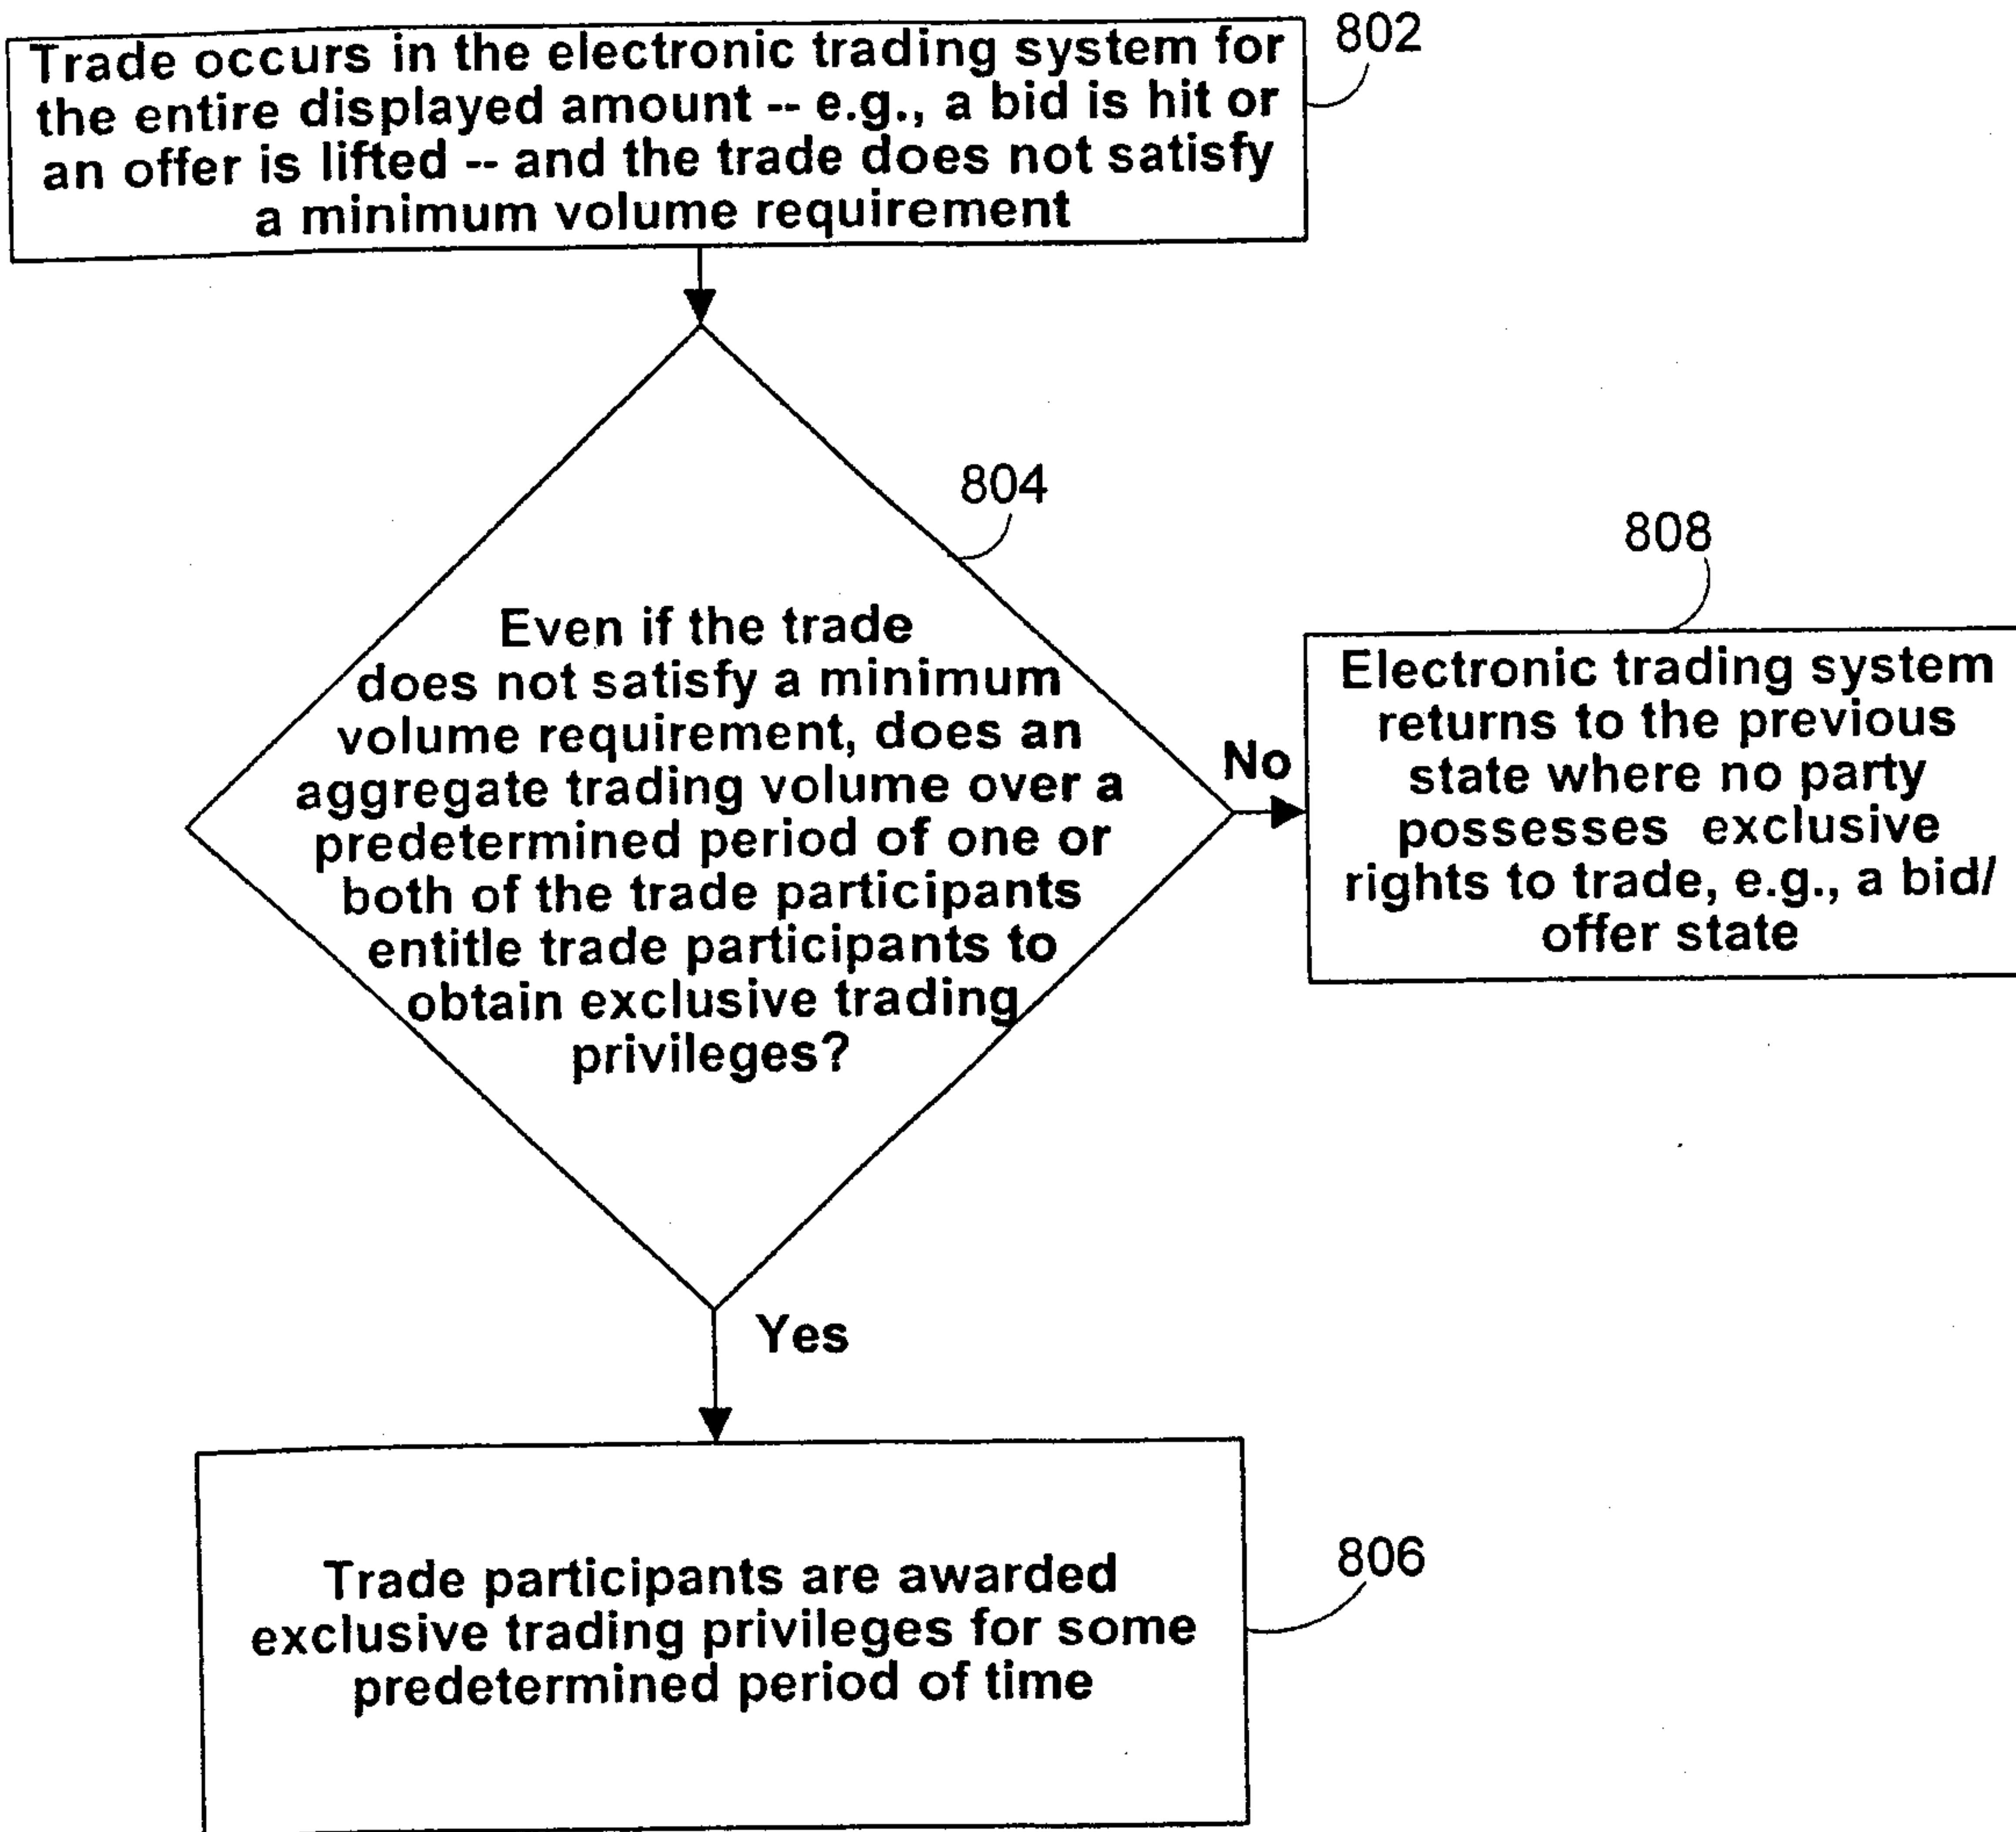 Trade occurs in the electronic trading system for
the entire displayed amount -- e.g., a bid is hit or
an offer is lifted -- and the trade does not satisfy
a minimum volume requirement
802
804
Even if the trade
does not satisfy a minimum
volume requirement, does an
aggregate trading volume over a
predetermined period of one or
both of the trade participants
entitle trade participants to
obtain exclusive trading
privileges?
No
808
Electronic trading system
returns to the previous
state where no party
possesses exclusive
rights to trade, e.g., a bid/
offer state
Yes
Trade participants are awarded
exclusive trading privileges for some
predetermined period of time
806